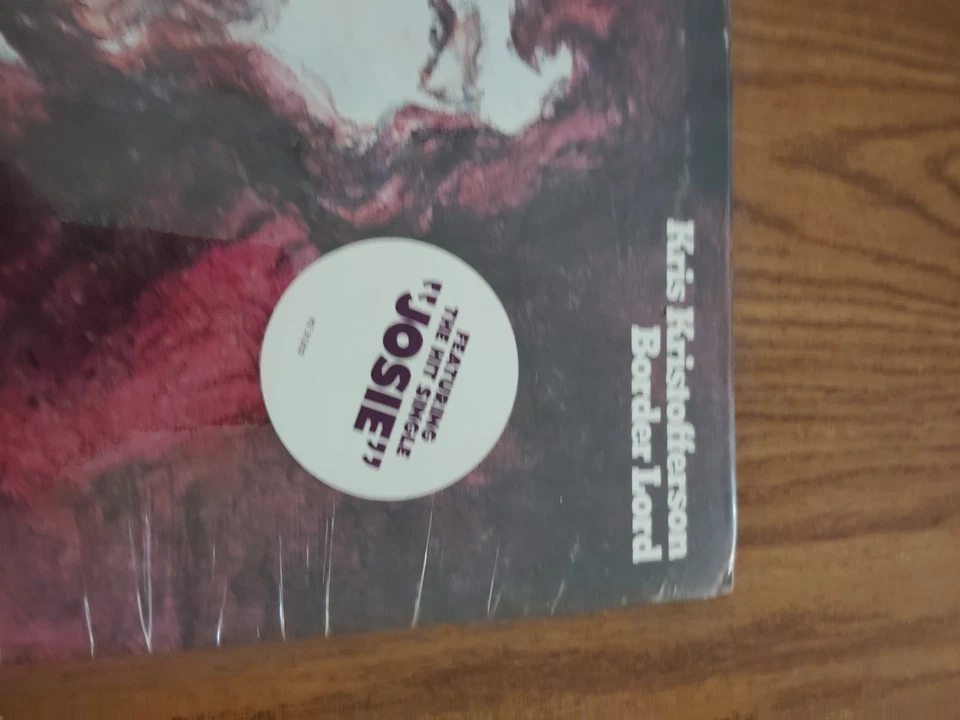 Kris Kristofferson
Border Lord
FEATURING
THE HIT SINGLE
"JOSIE"